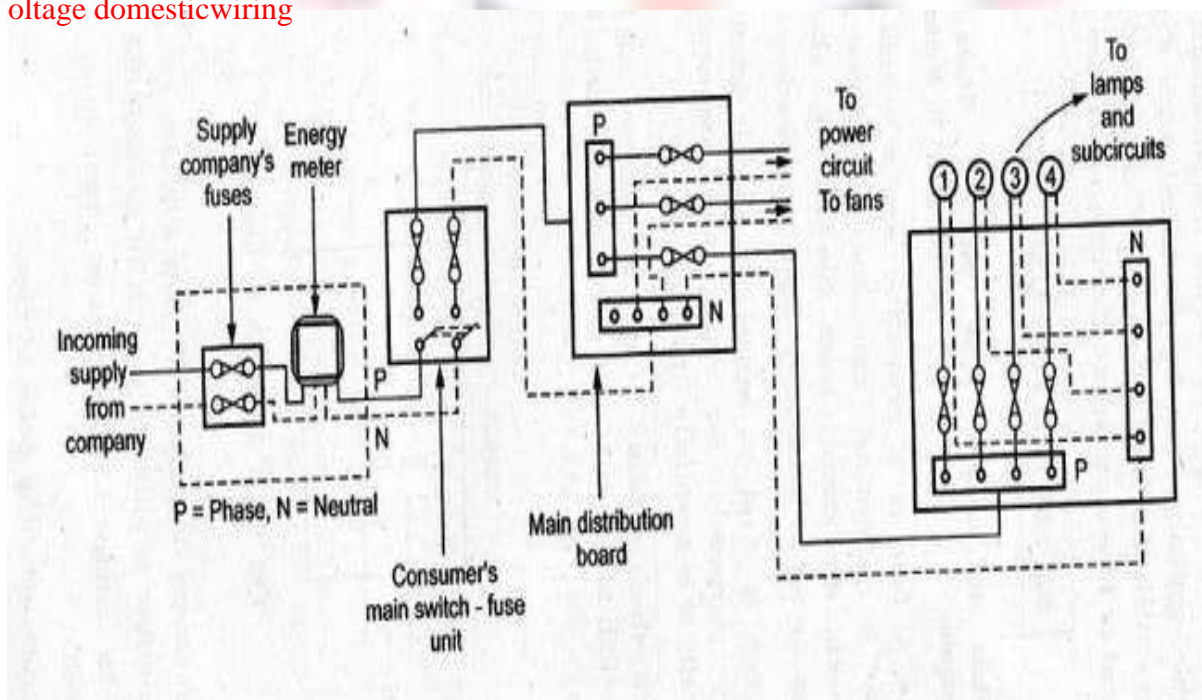 oltage domesticwiring
Supply
company's
fuses
Energy
meter
Incoming
supply
from
company
P
N
P = Phase, N = Neutral
Consumer's
main switch - fuse
unit
P
N
Main distribution
board
To
power
circuit
To fans
To
lamps
and
subcircuits
1 2 3 4
N
P